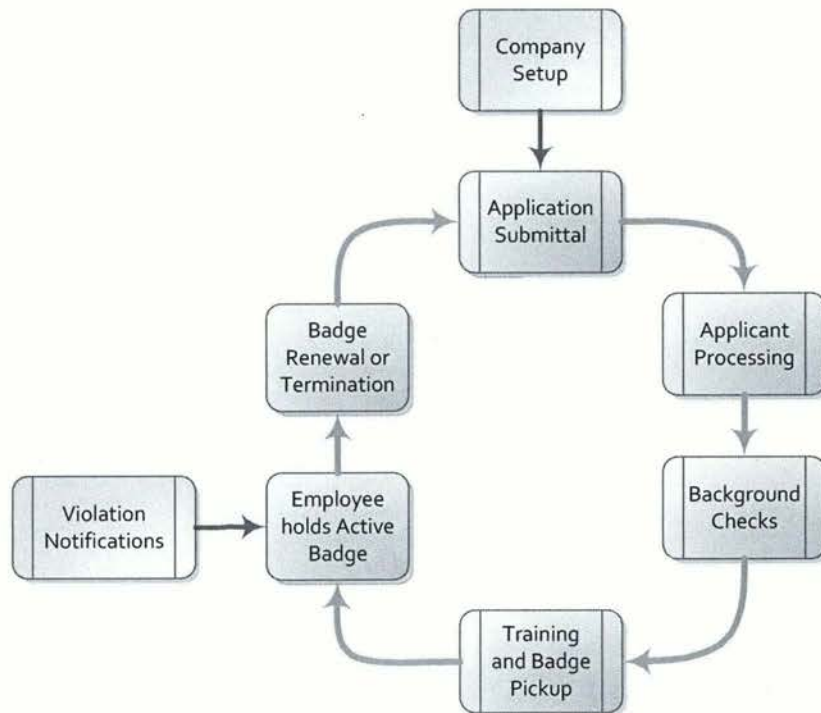 Company
Setup
Application
Submittal
Applicant
Processing
Background
Checks
Training
and Badge
Pickup
Employee
holds Active
Badge
Violation
Notifications
Badge
Renewal or
Termination